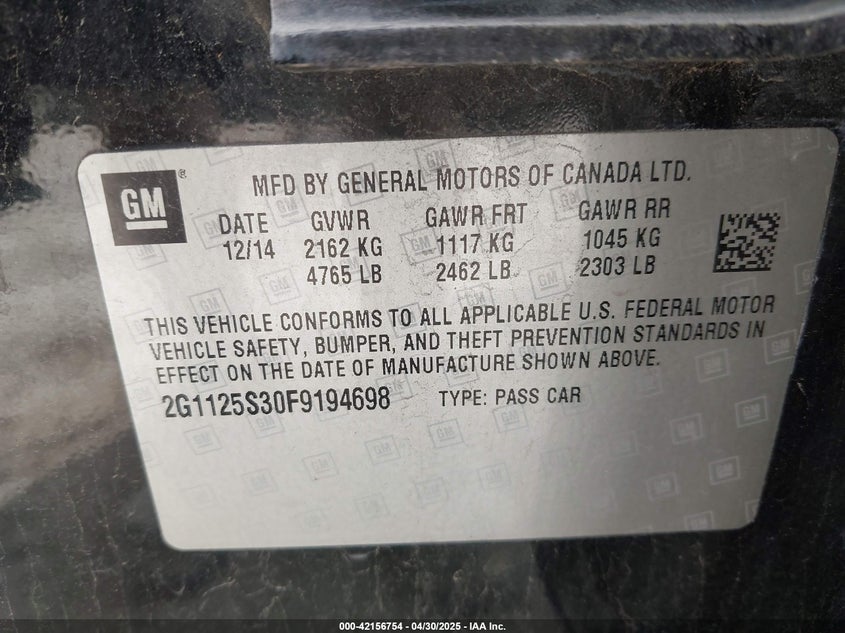 GM®
MFD BY GENERAL MOTORS OF CANADA LTD.
DATE GVWR GAWR FRT GAWR RR
12/14 2162 KG 1117 KG 1045 KG
4765 LB 2462 LB 2303 LB
THIS VEHICLE CONFORMS TO ALL APPLICABLE U.S. FEDERAL MOTOR
VEHICLE SAFETY, BUMPER, AND THEFT PREVENTION STANDARDS IN
EFFECT ON THE DATE OF MANUFACTURE SHOWN ABOVE.
2G1125S30F9194698 TYPE: PASS CAR
000-42156754 - 04/30/2025 - IAA Inc.